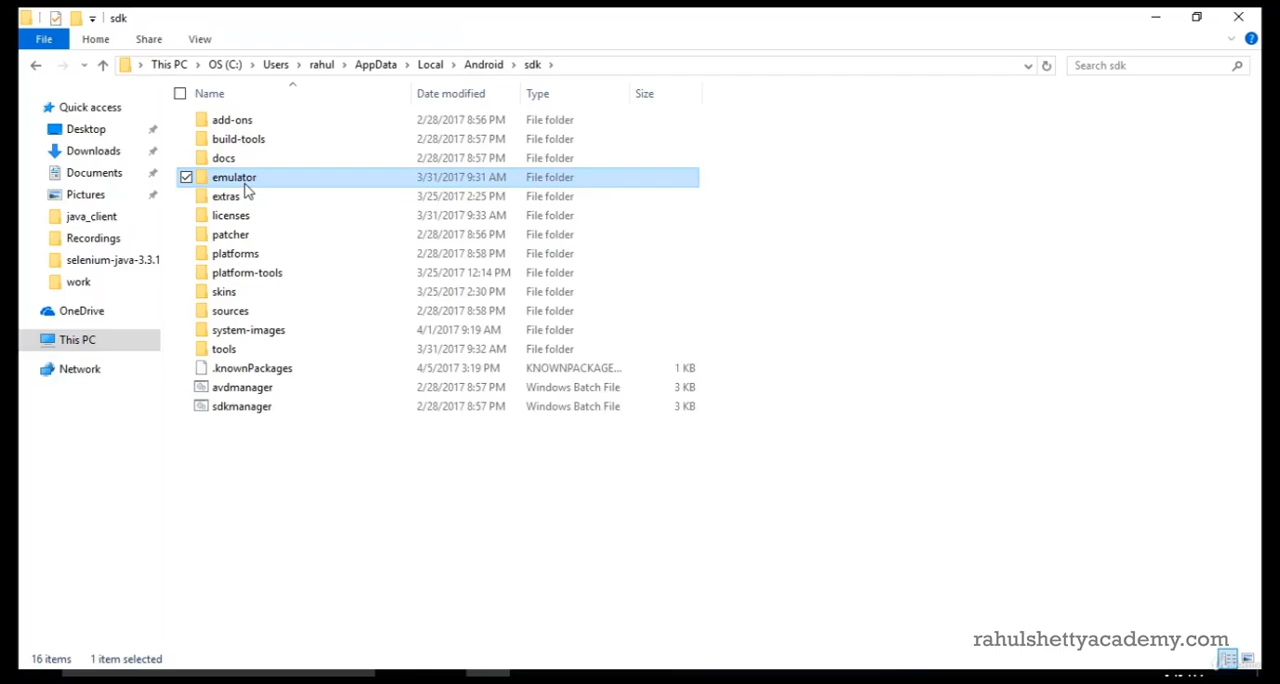 sdk
File Home Share View
This PC OS (C:) Users rahul AppData Local Android sdk Search sdk
Name Date modified Type Size
Quick access
Desktop
Downloads
Documents
Pictures
java_client
Recordings
selenium-java-3.3.1
work
OneDrive
This PC
Network
add-ons 2/28/2017 8:56 PM File folder
build-tools 2/28/2017 8:57 PM File folder
docs 2/28/2017 8:57 PM File folder
emulator 3/31/2017 9:31 AM File folder
extras 3/25/2017 2:25 PM File folder
licenses 3/31/2017 9:33 AM File folder
patcher 2/28/2017 8:56 PM File folder
platforms 2/28/2017 8:58 PM File folder
platform-tools 3/25/2017 12:14 PM File folder
skins 3/25/2017 2:30 PM File folder
sources 2/28/2017 8:58 PM File folder
system-images 4/1/2017 9:19 AM File folder
tools 3/31/2017 9:32 AM File folder
.knownPackages 4/5/2017 3:19 PM KNOWNPACKAGE... 1 KB
avdmanager 2/28/2017 8:57 PM Windows Batch File 3 KB
sdkmanager 2/28/2017 8:57 PM Windows Batch File 3 KB
rahulshettyacademy.com
16 items 1 item selected